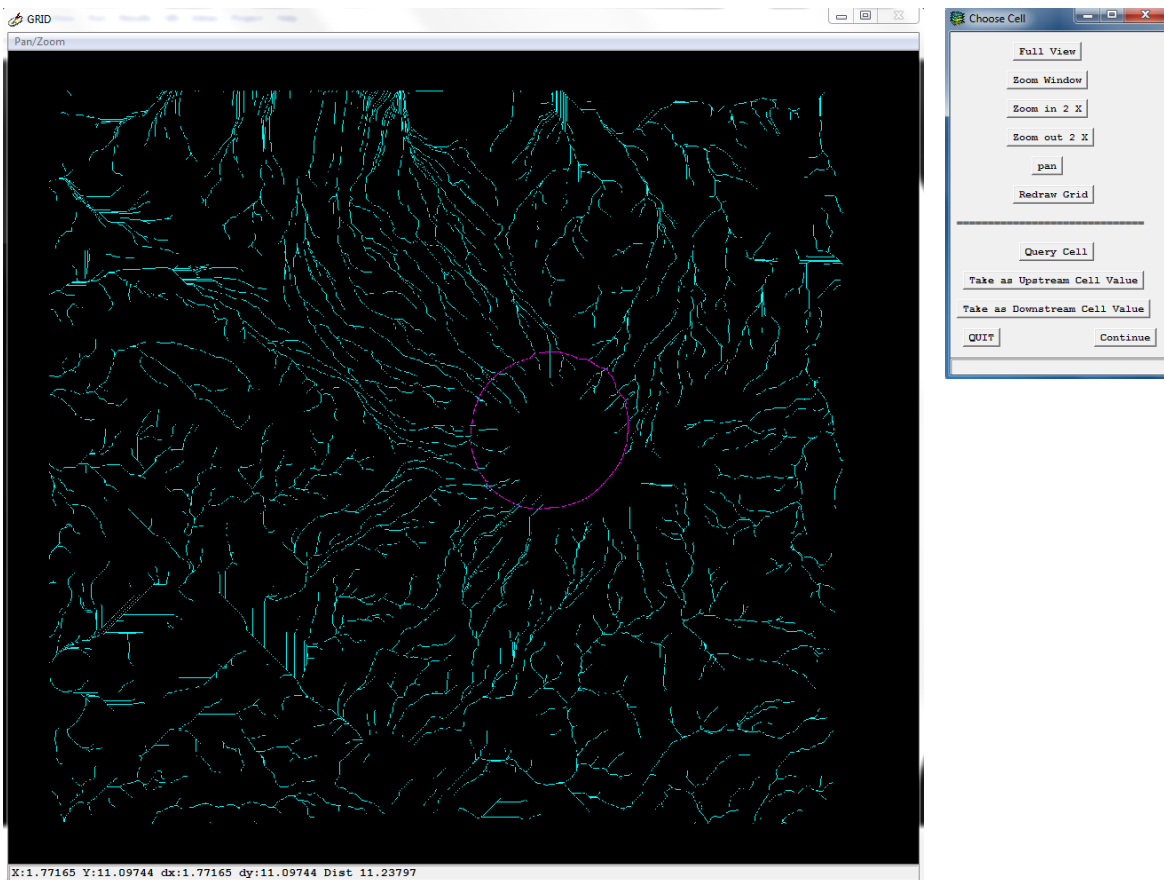 GRID
Pan/Zoom
X:1.77165 Y:11.09744 dx:1.77165 dy:11.09744 Dist 11.23797
Choose Cell
Full View
Zoom Window
Zoom in 2 X
Zoom out 2 X
pan
Redraw Grid
Query Cell
Take as Upstream Cell Value
Take as Downstream Cell Value
QUIT Continue